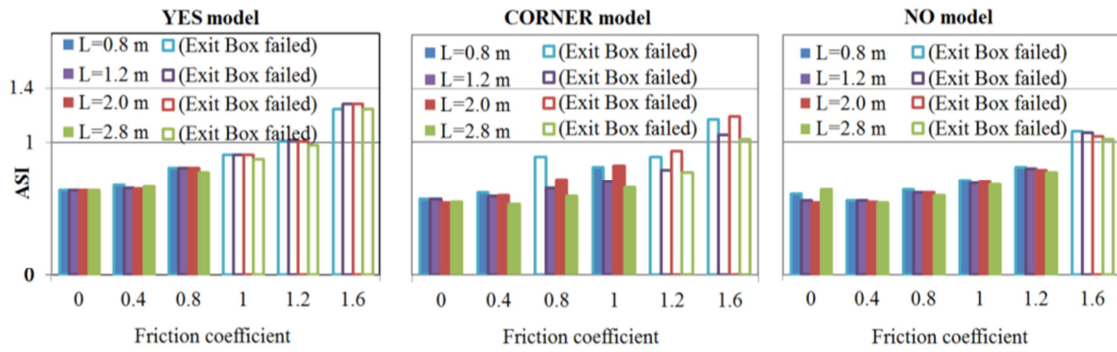 YES model
L=0.8 m (Exit Box failed)
L=1.2 m (Exit Box failed)
L=2.0 m (Exit Box failed)
L=2.8 m (Exit Box failed)
ASI
1.4
1
0
0 0.4 0.8 1 1.2 1.6
Friction coefficient
CORNER model
L=0.8 m (Exit Box failed)
L=1.2 m (Exit Box failed)
L=2.0 m (Exit Box failed)
L=2.8 m (Exit Box failed)
0 0.4 0.8 1 1.2 1.6
Friction coefficient
NO model
L=0.8 m (Exit Box failed)
L=1.2 m (Exit Box failed)
L=2.0 m (Exit Box failed)
L=2.8 m (Exit Box failed)
0 0.4 0.8 1 1.2 1.6
Friction coefficient